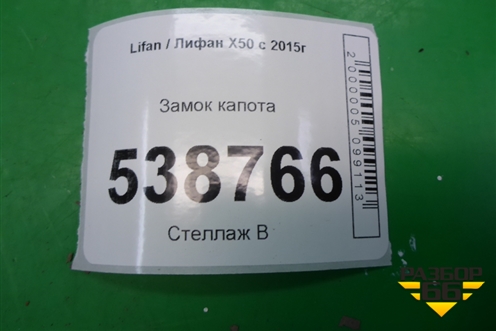 Lifan / Лифан X50 с 2015г
Замок капота
538766
Стеллаж В
2000005099113
РАЗБОР
66